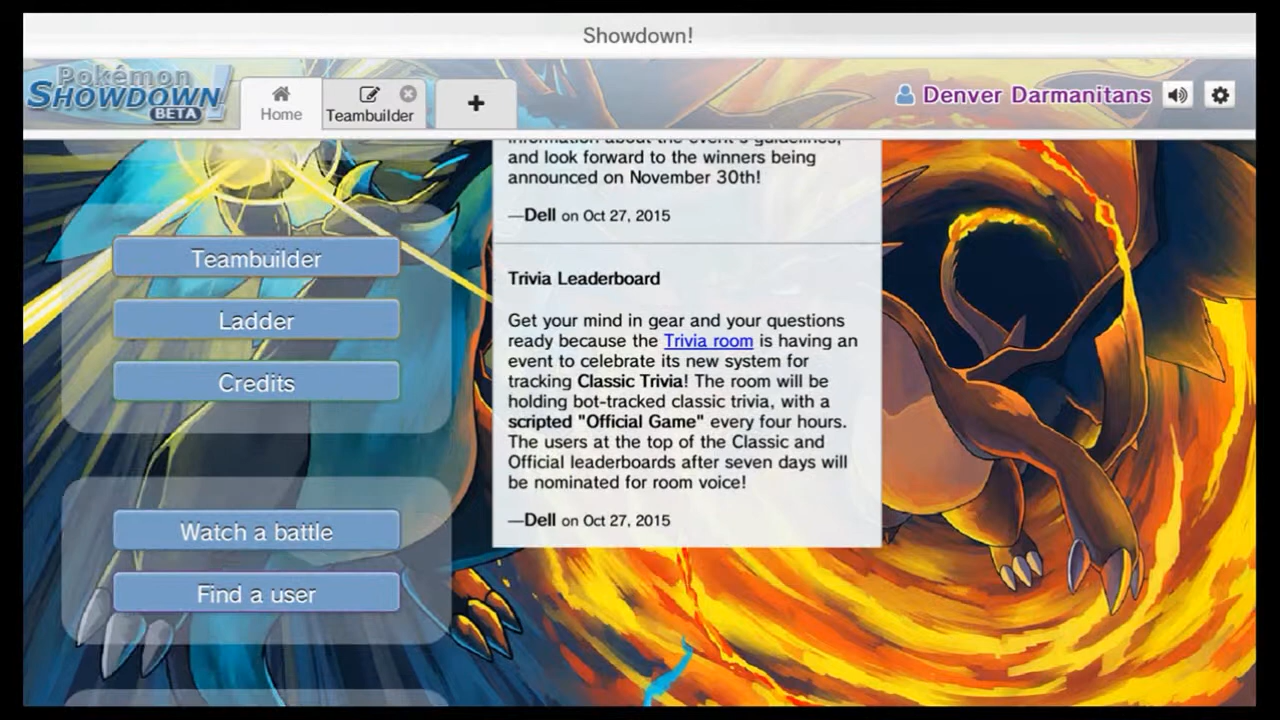 Showdown!
Pokémon
SHOWDOWN!
BETA
Home
Teambuilder
+
Denver Darmanitans
Teambuilder
Ladder
Credits
Watch a battle
Find a user
information about the event's guidelines,
and look forward to the winners being
announced on November 30th!
—Dell on Oct 27, 2015
Trivia Leaderboard
Get your mind in gear and your questions
ready because the Trivia room is having an
event to celebrate its new system for
tracking Classic Trivia! The room will be
holding bot-tracked classic trivia, with a
scripted "Official Game" every four hours.
The users at the top of the Classic and
Official leaderboards after seven days will
be nominated for room voice!
—Dell on Oct 27, 2015